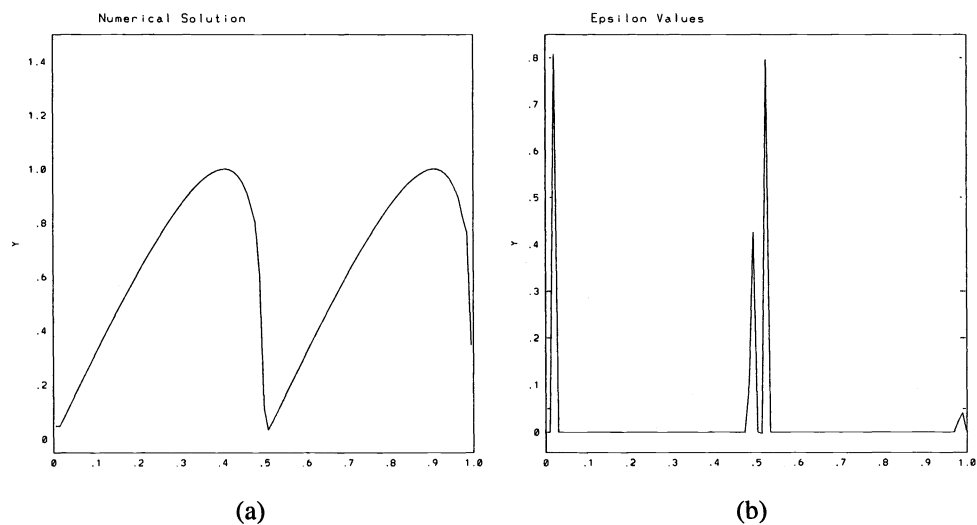 Numerical Solution
1.4
1.2
1.0
.8
.6
.4
.2
0
Y
0 .1 .2 .3 .4 .5 .6 .7 .8 .9 1.0
(a)
Epsilon Values
.8
.7
.6
.5
.4
.3
.2
.1
0
Y
0 .1 .2 .3 .4 .5 .6 .7 .8 .9 1.0
(b)